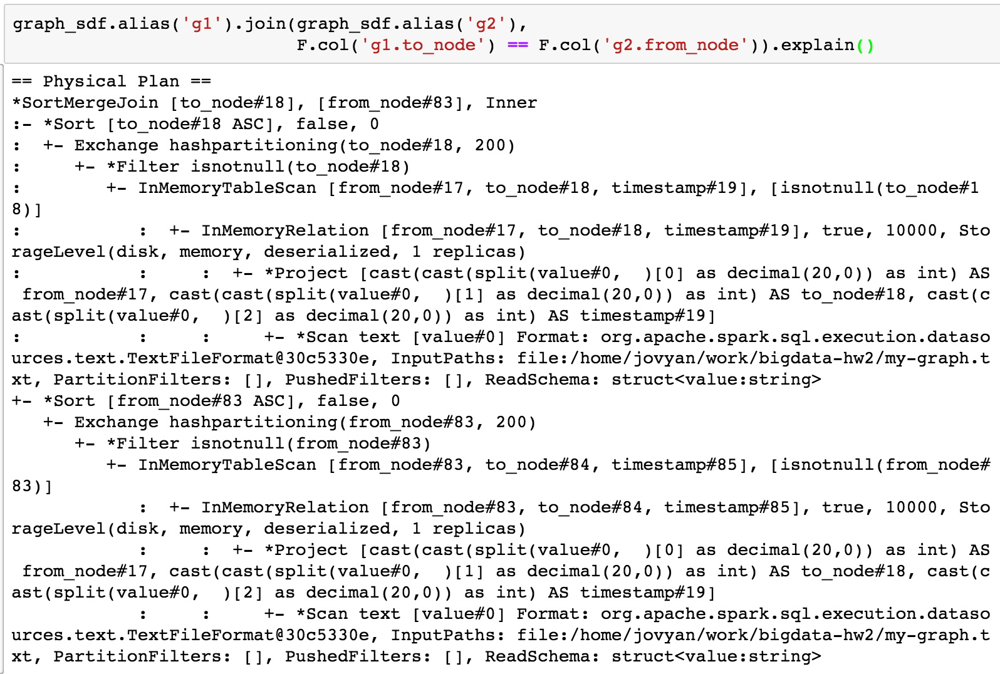 graph_sdf.alias('g1').join(graph_sdf.alias('g2'),
                           F.col('g1.to_node') == F.col('g2.from_node')).explain()
== Physical Plan ==
*SortMergeJoin [to_node#18], [from_node#83], Inner
:- *Sort [to_node#18 ASC], false, 0
:  +- Exchange hashpartitioning(to_node#18, 200)
:     +- *Filter isnotnull(to_node#18)
:        +- InMemoryTableScan [from_node#17, to_node#18, timestamp#19], [isnotnull(to_node#1
8)]
:           :  +- InMemoryRelation [from_node#17, to_node#18, timestamp#19], true, 10000, Sto
rageLevel(disk, memory, deserialized, 1 replicas)
:           :     :  +- *Project [cast(cast(split(value#0,  )[0] as decimal(20,0)) as int) AS
 from_node#17, cast(cast(split(value#0,  )[1] as decimal(20,0)) as int) AS to_node#18, cast(c
ast(split(value#0,  )[2] as decimal(20,0)) as int) AS timestamp#19]
:           :     :     +- *Scan text [value#0] Format: org.apache.spark.sql.execution.dataso
urces.text.TextFileFormat@30c5330e, InputPaths: file:/home/jovyan/work/bigdata-hw2/my-graph.t
xt, PartitionFilters: [], PushedFilters: [], ReadSchema: struct<value:string>
+- *Sort [from_node#83 ASC], false, 0
   +- Exchange hashpartitioning(from_node#83, 200)
      +- *Filter isnotnull(from_node#83)
         +- InMemoryTableScan [from_node#83, to_node#84, timestamp#85], [isnotnull(from_node#
83)]
            :  +- InMemoryRelation [from_node#83, to_node#84, timestamp#85], true, 10000, Sto
rageLevel(disk, memory, deserialized, 1 replicas)
            :     :  +- *Project [cast(cast(split(value#0,  )[0] as decimal(20,0)) as int) AS
 from_node#17, cast(cast(split(value#0,  )[1] as decimal(20,0)) as int) AS to_node#18, cast(c
ast(split(value#0,  )[2] as decimal(20,0)) as int) AS timestamp#19]
            :     :     +- *Scan text [value#0] Format: org.apache.spark.sql.execution.dataso
urces.text.TextFileFormat@30c5330e, InputPaths: file:/home/jovyan/work/bigdata-hw2/my-graph.t
xt, PartitionFilters: [], PushedFilters: [], ReadSchema: struct<value:string>